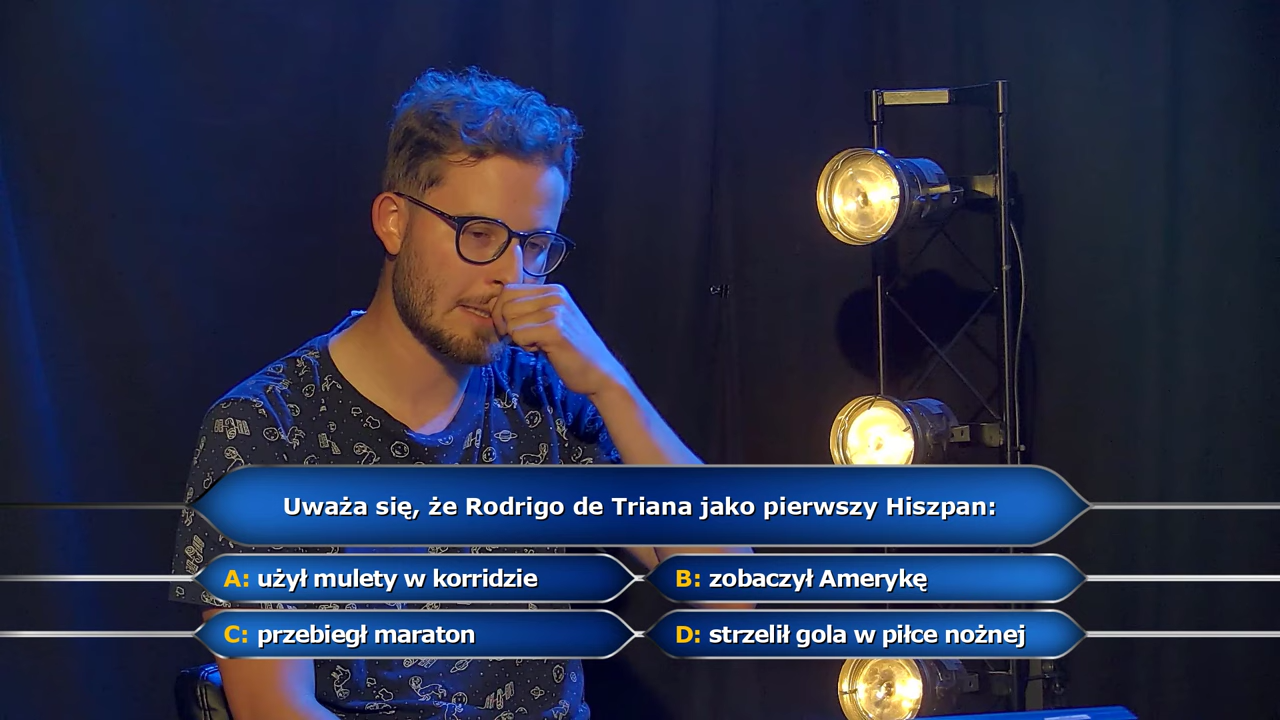 Uważa się, że Rodrigo de Triana jako pierwszy Hiszpan:
A: użył mulety w korridzie
B: zobaczył Amerykę
C: przebiegł maraton
D: strzelił gola w piłce nożnej